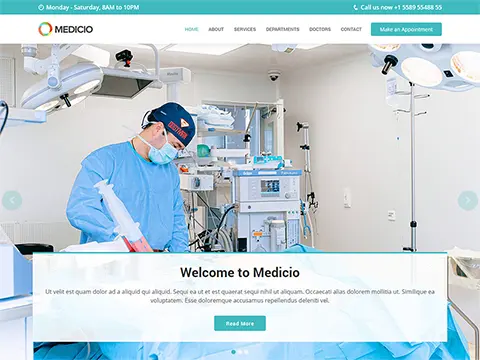 Monday - Saturday, 8AM to 10PM
Call us now +1 5589 55488 55
MEDICIO
HOME ABOUT SERVICES DEPARTMENTS DOCTORS CONTACT Make an Appointment
Welcome to Medicio
Ut velit est quam dolor ad a aliquid qui aliquid. Sequi ea ut et est quaerat sequi nihil ut aliquam. Occaecati alias dolorem mollitia ut. Similique ea
voluptatem. Esse doloremque accusamus repellendus deleniti vel.
Read More